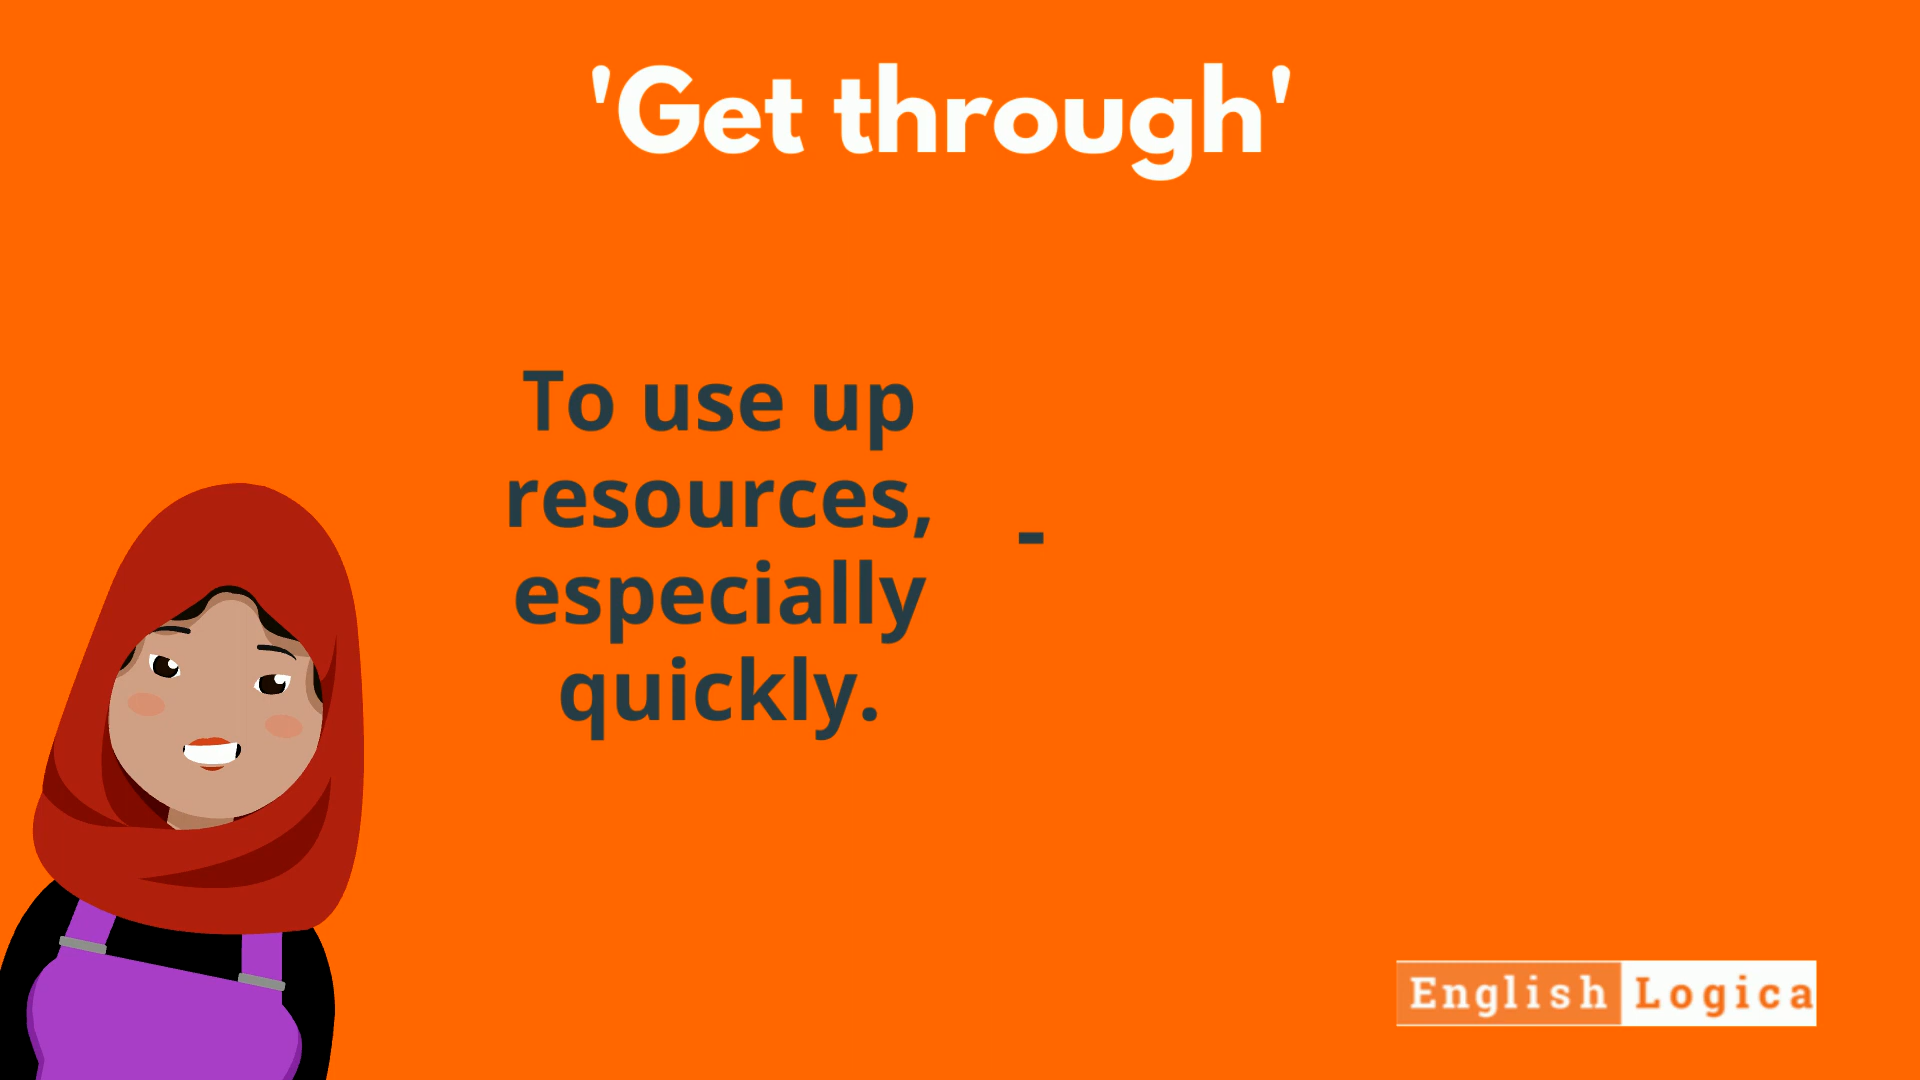 'Get through'
To use up
resources,
especially
quickly.
-
English Logica